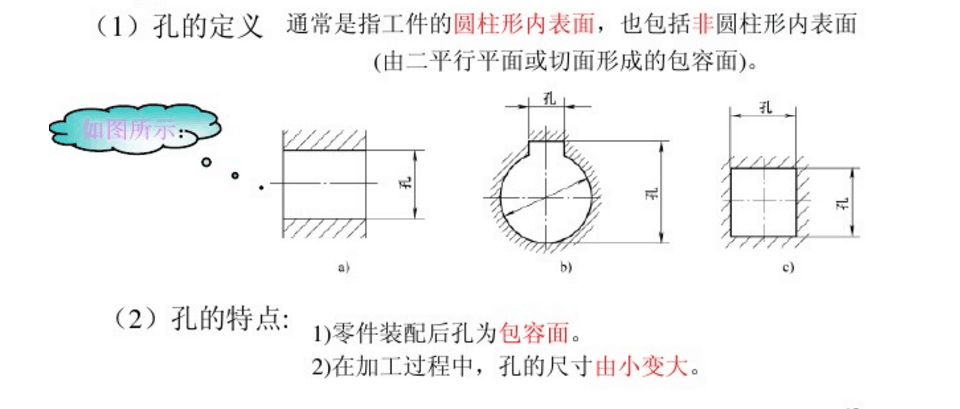 （1）孔的定义 通常是指工件的圆柱形内表面，也包括非圆柱形内表面
(由二平行平面或切面形成的包容面)。
如图所示：
孔
孔
孔
孔
孔
a)
b)
c)
（2）孔的特点:
1)零件装配后孔为包容面。
2)在加工过程中，孔的尺寸由小变大。